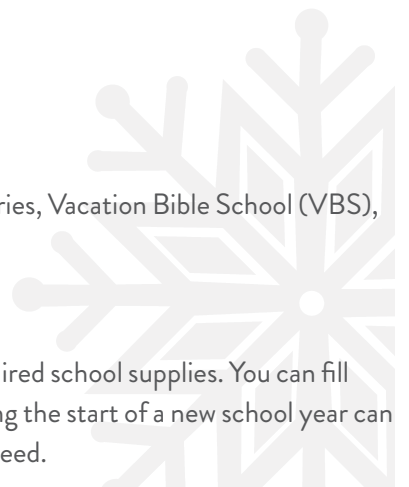 ries, Vacation Bible School (VBS),
ired school supplies. You can fill
ng the start of a new school year can
eed.